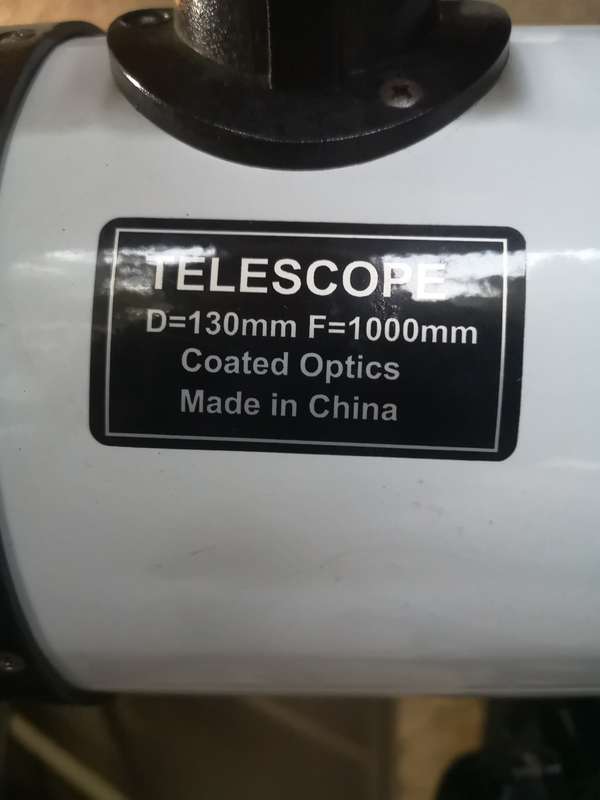 TELESCOPE
D=130mm F=1000mm
Coated Optics
Made in China